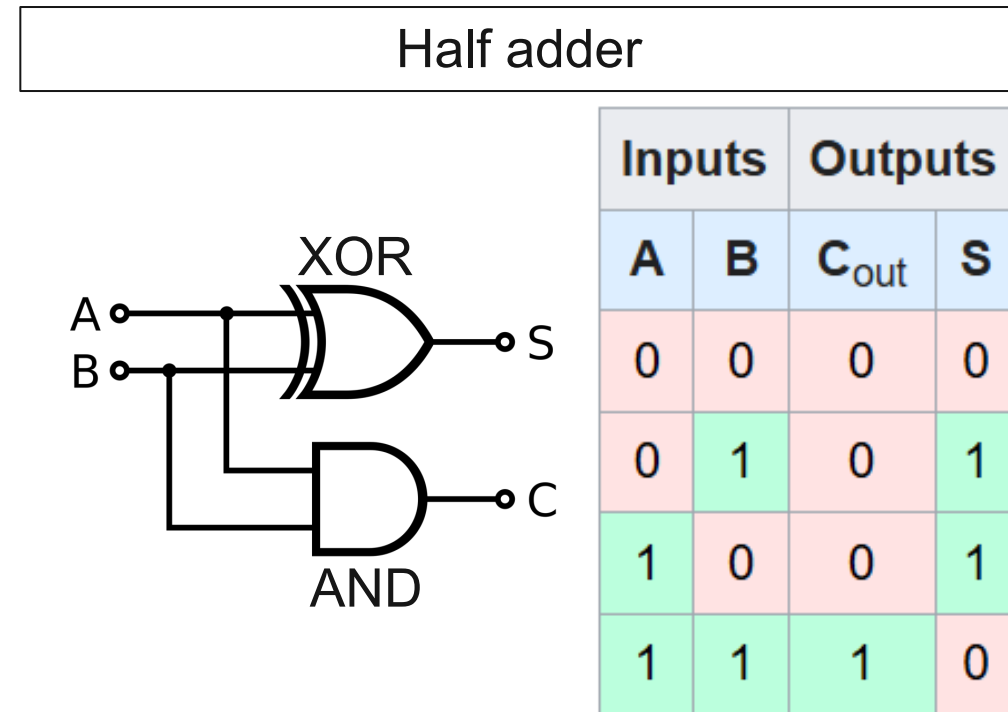 Half adder
XOR
A
B
S
C
AND
Inputs Outputs
A B Cout S
0 0 0 0
0 1 0 1
1 0 0 1
1 1 1 0